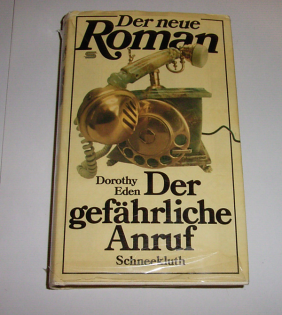 Der neue
Roman
S
Dorothy
Eden
Der
gefährliche
Anruf
Schneekluth